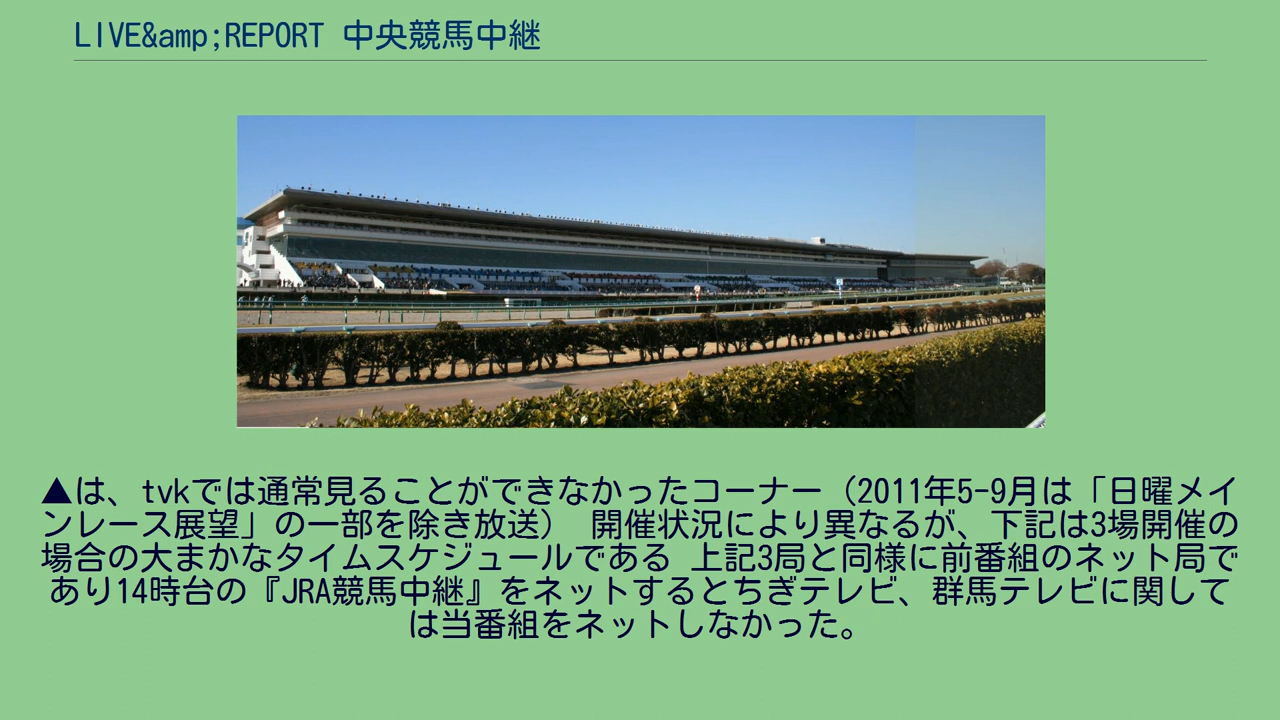 LIVE&amp;REPORT 中央競馬中継
▲は、tvkでは通常見ることができなかったコーナー（2011年5-9月は「日曜メイ
ンレース展望」の一部を除き放送） 開催状況により異なるが、下記は3場開催の
場合の大まかなタイムスケジュールである 上記3局と同様に前番組のネット局で
あり14時台の『JRA競馬中継』をネットするとちぎテレビ、群馬テレビに関して
は当番組をネットしなかった。